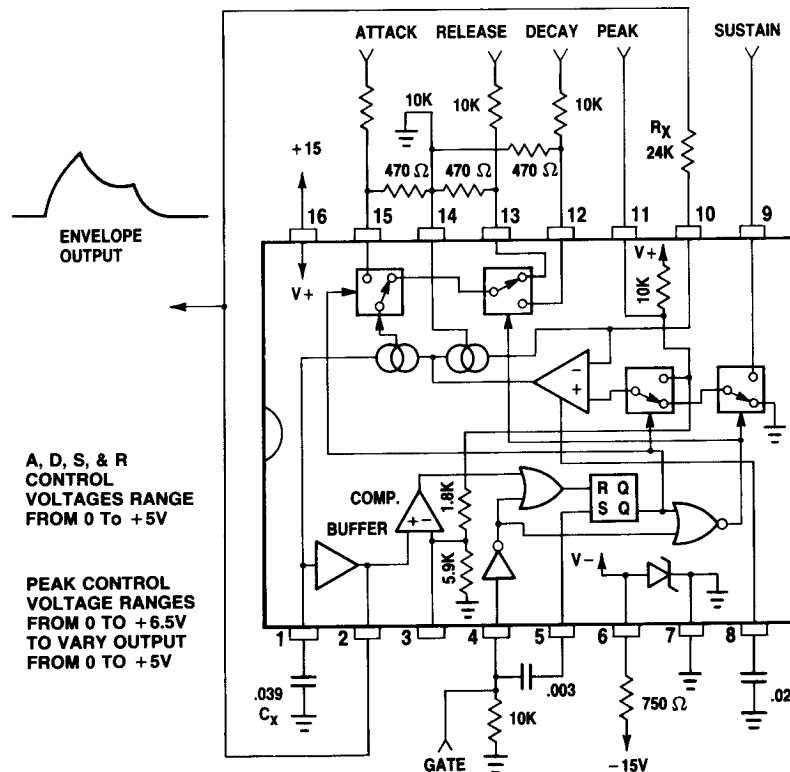 ATTACK RELEASE DECAY PEAK SUSTAIN
10K 10K 10K
R_X
24K
+15
470 Ω 470 Ω 470 Ω
16 15 14 13 12 11 10 9
ENVELOPE
OUTPUT
V+
V+
10K
-
+
A, D, S, & R
CONTROL
VOLTAGES RANGE
FROM 0 To +5V
COMP.
BUFFER
+ -
1.8K
5.9K
R Q
S Q
V-
PEAK CONTROL
VOLTAGE RANGES
FROM 0 TO +6.5V
TO VARY OUTPUT
FROM 0 TO +5V
1 2 3 4 5 6 7 8
.039
C_X
.003
10K
750 Ω
.02
GATE
-15V